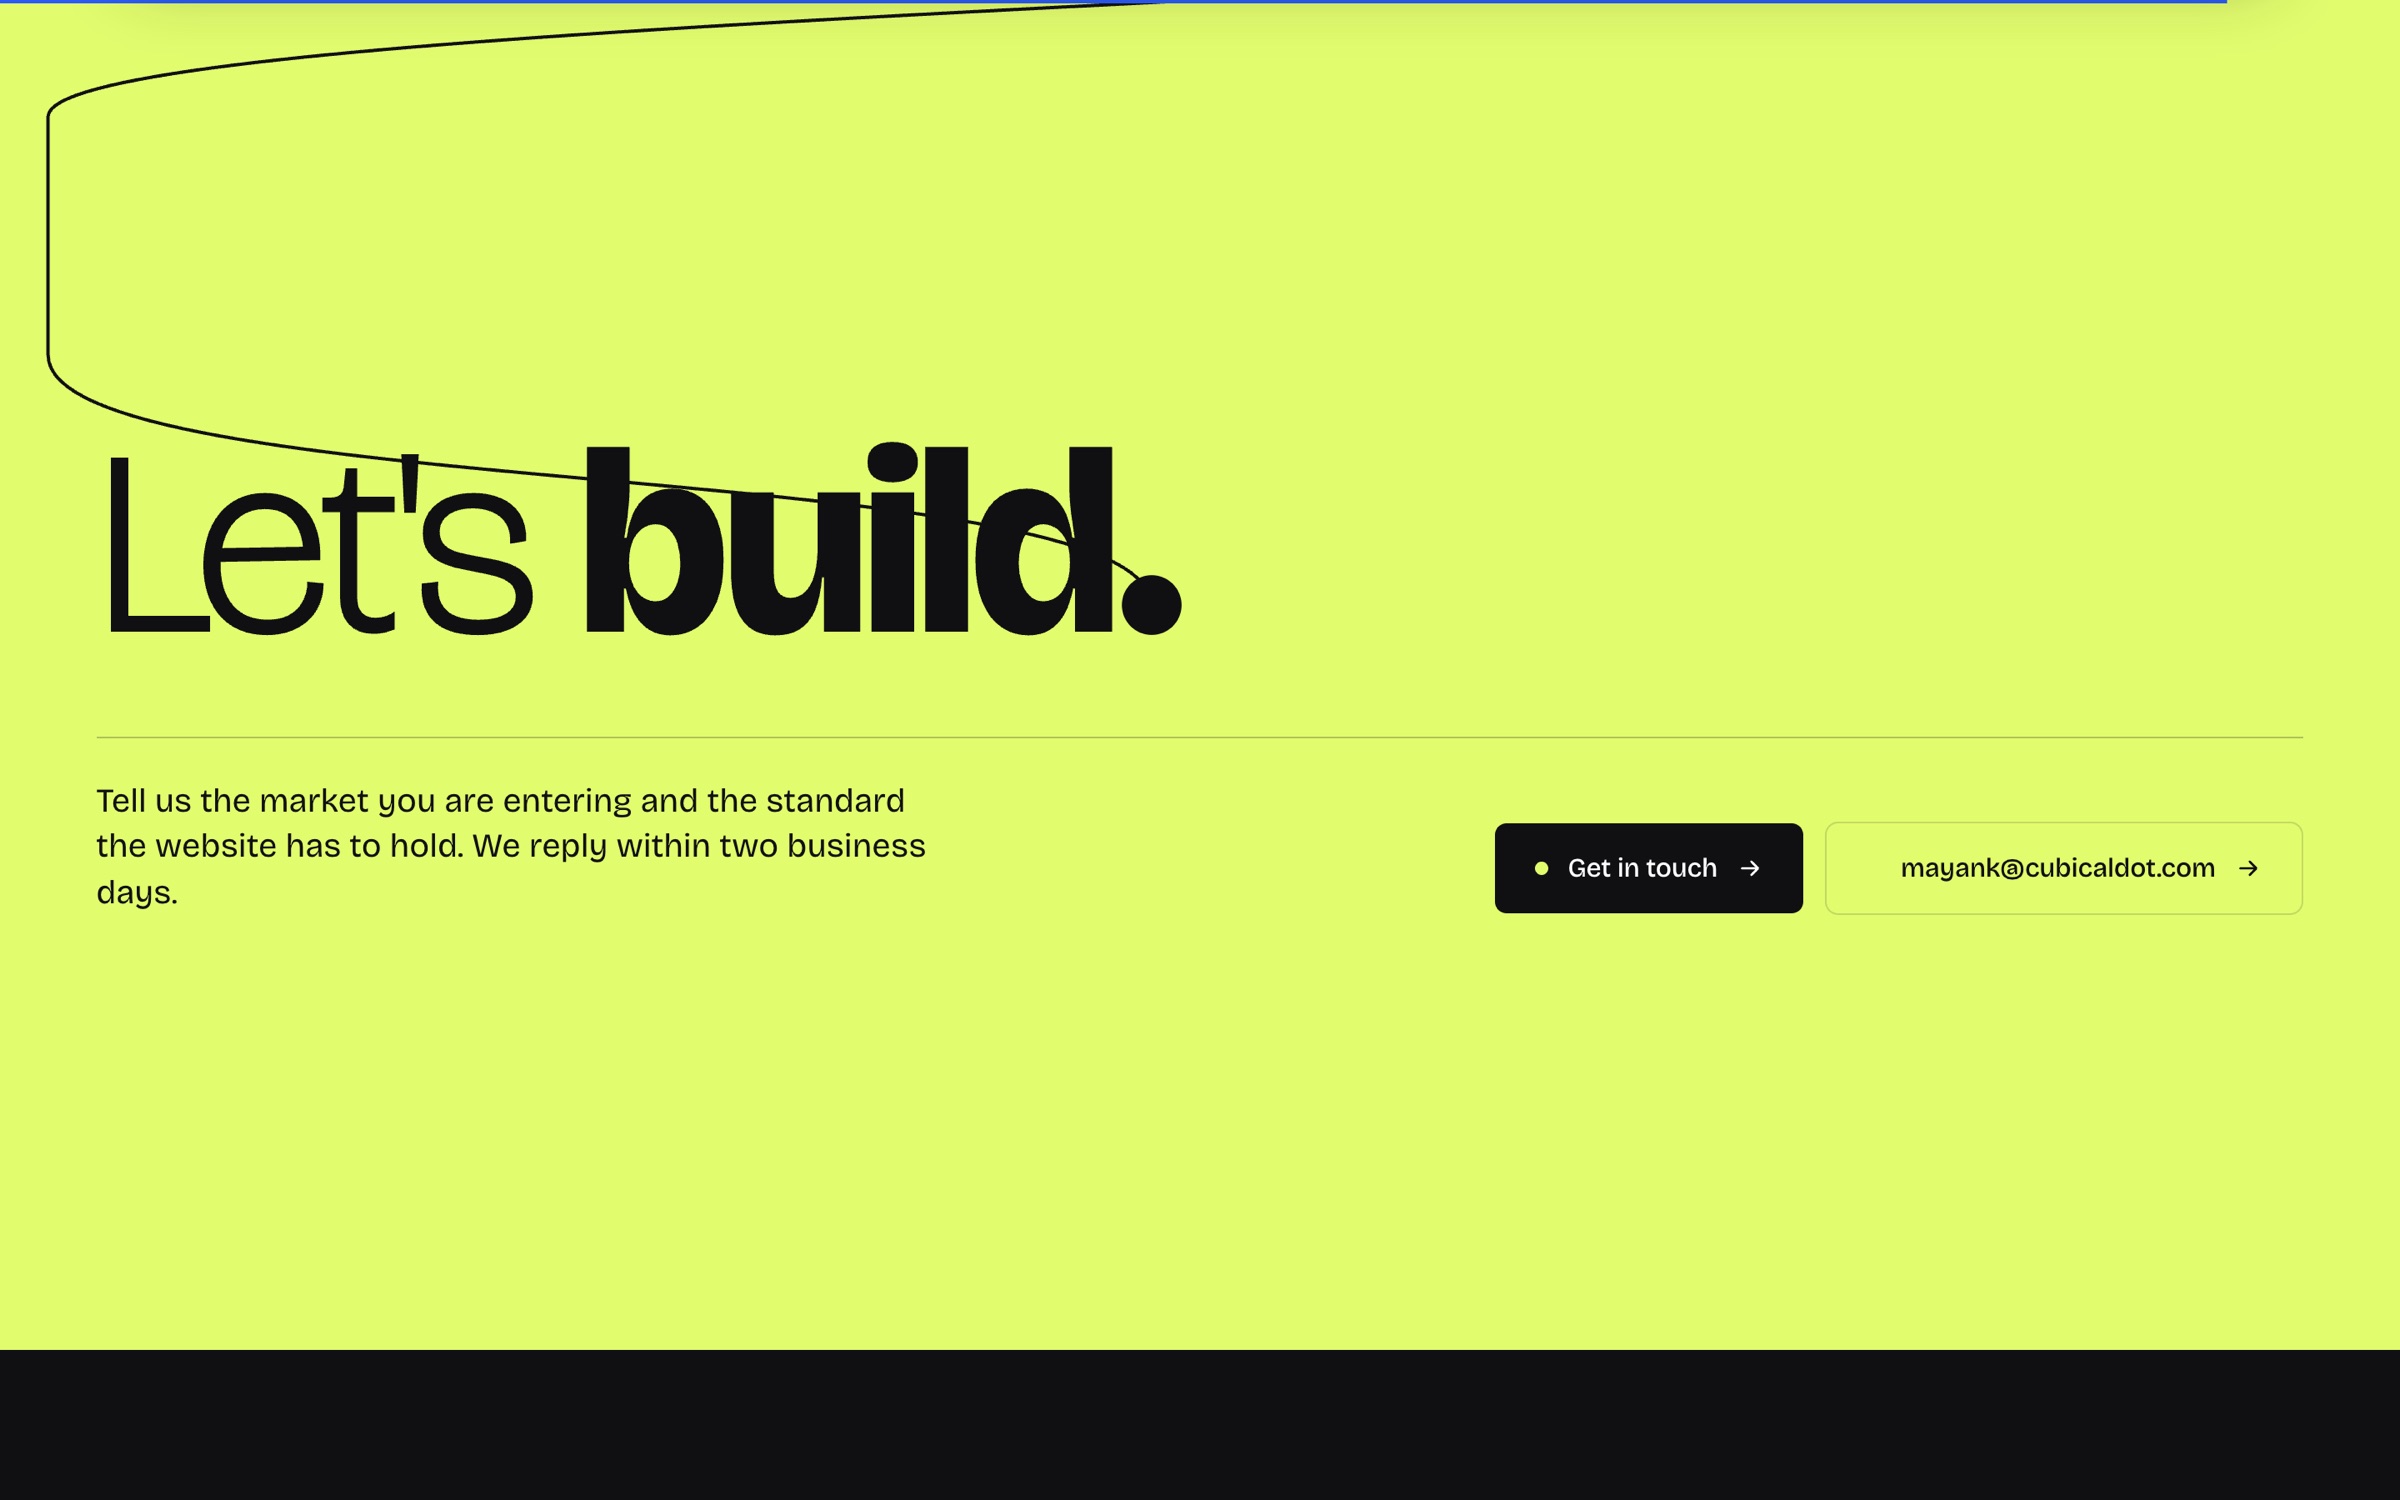 Let's build.
Tell us the market you are entering and the standard
the website has to hold. We reply within two business
days.
Get in touch →
mayank@cubicaldot.com →